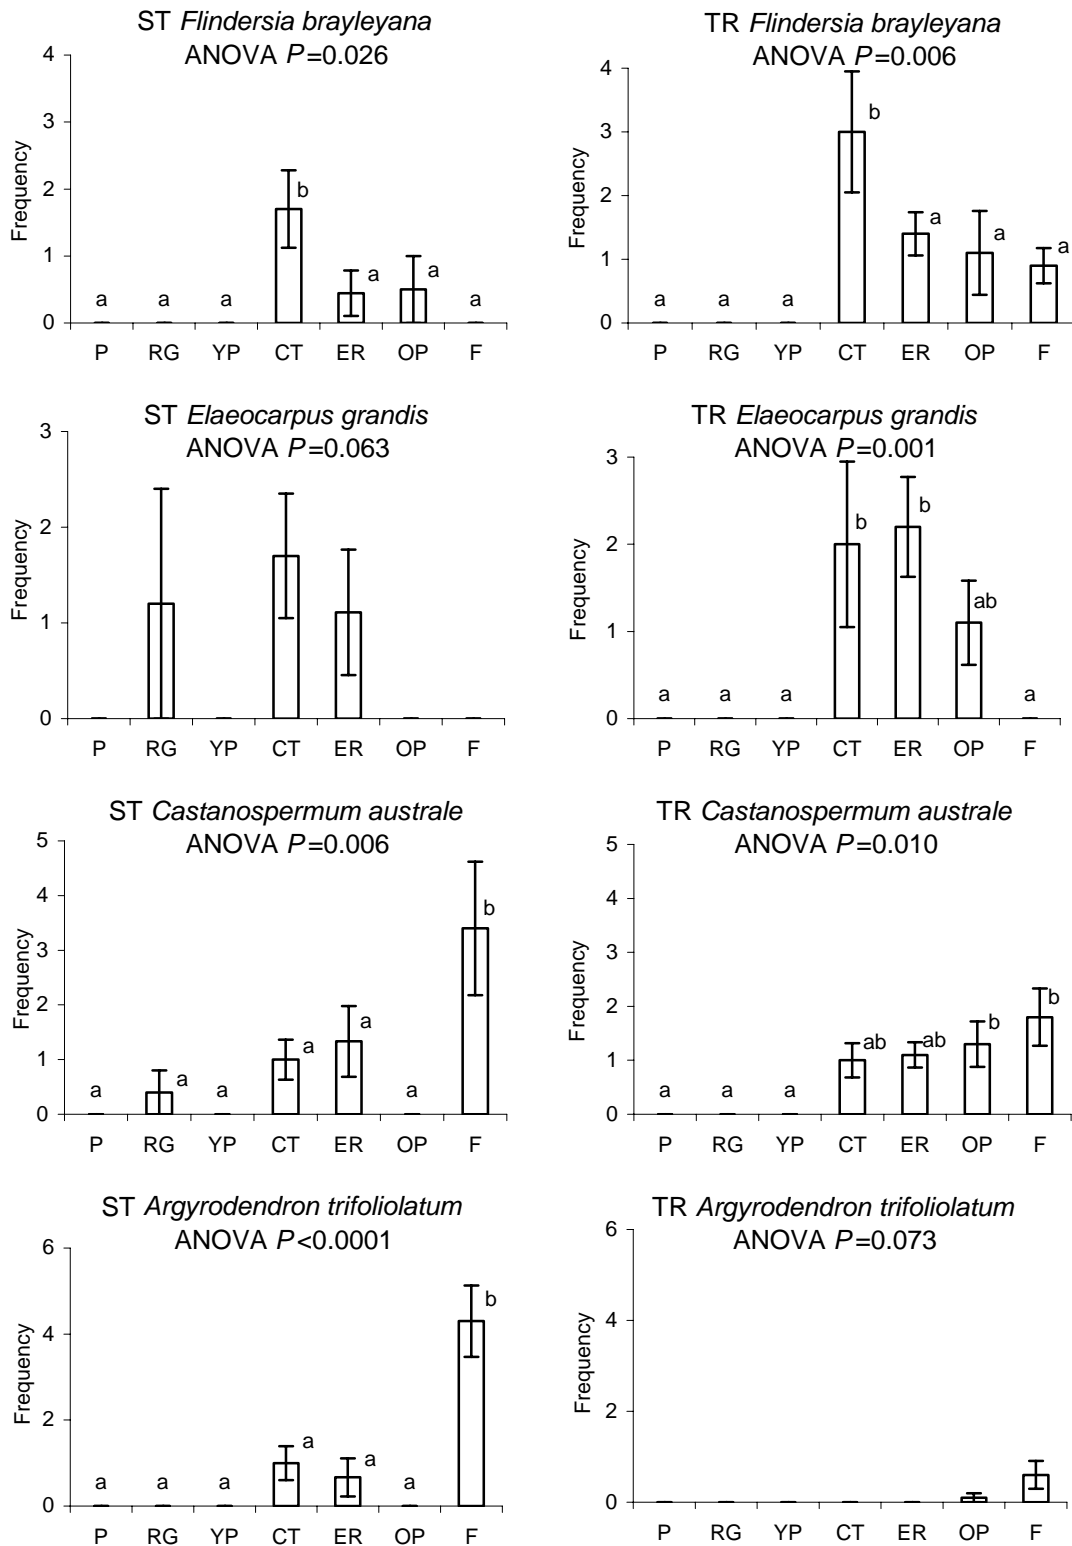 ST Flindersia brayleyana
ANOVA P=0.026
4
3
2
1
0
Frequency
a a a b a a a
P RG YP CT ER OP F
TR Flindersia brayleyana
ANOVA P=0.006
4
3
2
1
0
Frequency
a a a b a a a
P RG YP CT ER OP F
ST Elaeocarpus grandis
ANOVA P=0.063
3
2
1
0
Frequency
P RG YP CT ER OP F
TR Elaeocarpus grandis
ANOVA P=0.001
3
2
1
0
Frequency
a a a b b ab a
P RG YP CT ER OP F
ST Castanospermum australe
ANOVA P=0.006
5
4
3
2
1
0
Frequency
a a a a a a b
P RG YP CT ER OP F
TR Castanospermum australe
ANOVA P=0.010
5
4
3
2
1
0
Frequency
a a a ab ab b b
P RG YP CT ER OP F
ST Argyrodendron trifoliolatum
ANOVA P<0.0001
6
4
2
0
Frequency
a a a a a a b
P RG YP CT ER OP F
TR Argyrodendron trifoliolatum
ANOVA P=0.073
6
4
2
0
Frequency
P RG YP CT ER OP F